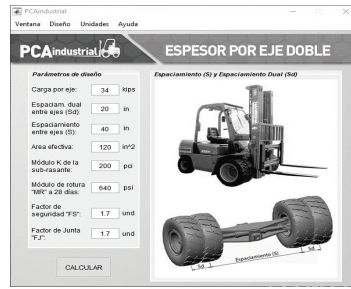 PCAindustrial
Ventana Diseño Unidades Ayuda
PCAindustrial
ESPESOR POR EJE DOBLE
Parámetros de diseño
Carga por eje: 34 kips
Espaciam. dual
entre ejes (Sd): 20 in
Espaciamiento
entre ejes (S): 40 in
Area efectiva: 120 in^2
Módulo K de la
sub-rasante: 200 pci
Módulo de rotura
"MR" a 28 días: 640 psi
Factor de
seguridad "FS": 1.7 und
Factor de Junta
"FJ": 1.7 und
CALCULAR
Espaciamiento (S) y Espaciamiento Dual (Sd)
Sd Espaciamiento (S) Sd